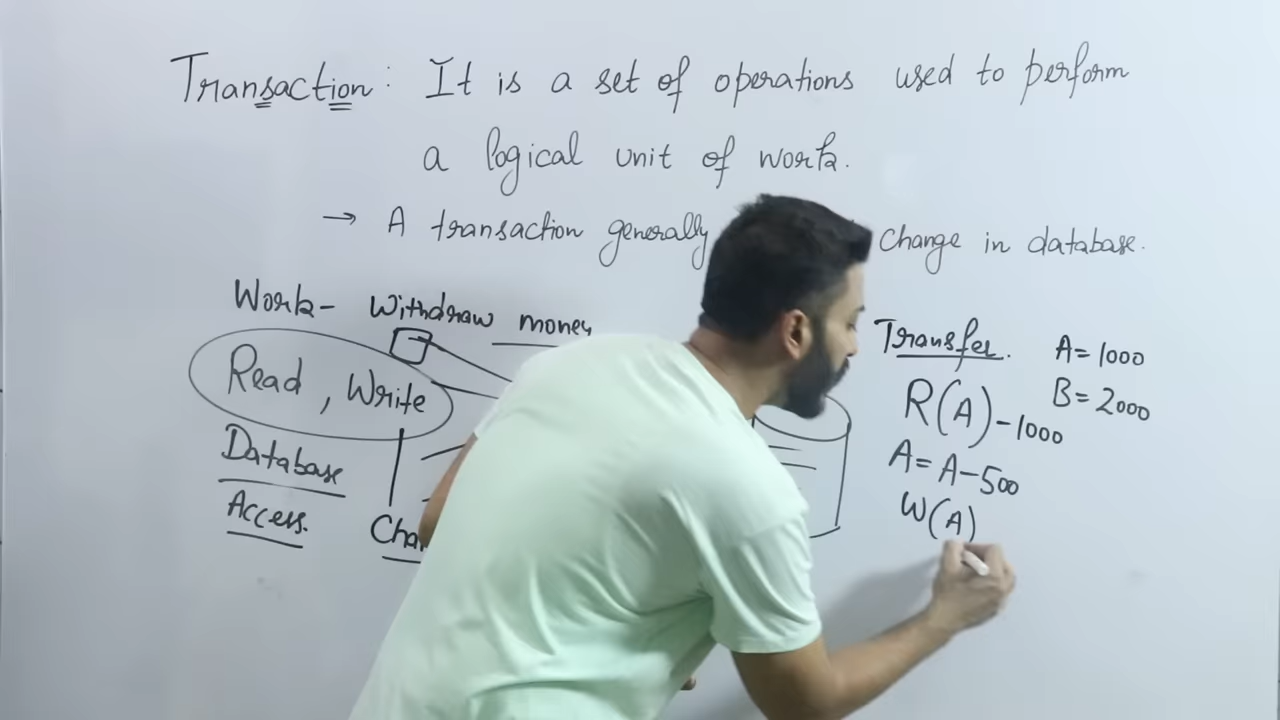 Transaction: It is a set of operations used to perform
a logical unit of work.
→ A transaction generally change in database.
Work- Withdraw money
Read, Write
Database
Access.
Transfer.
A=1000
B=2000
R(A)-1000
A=A-500
W(A)